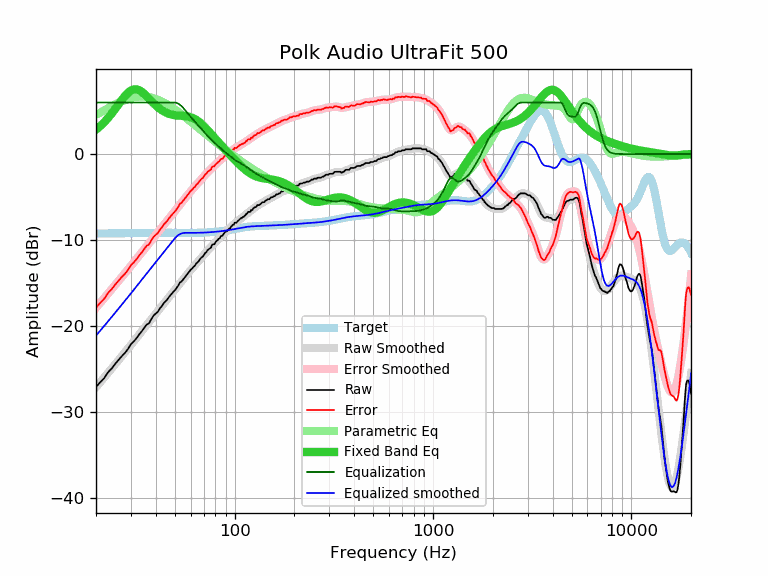 Polk Audio UltraFit 500
Amplitude (dBr)
0
−10
−20
−30
−40
Target
Raw Smoothed
Error Smoothed
Raw
Error
Parametric Eq
Fixed Band Eq
Equalization
Equalized smoothed
100 1000 10000
Frequency (Hz)